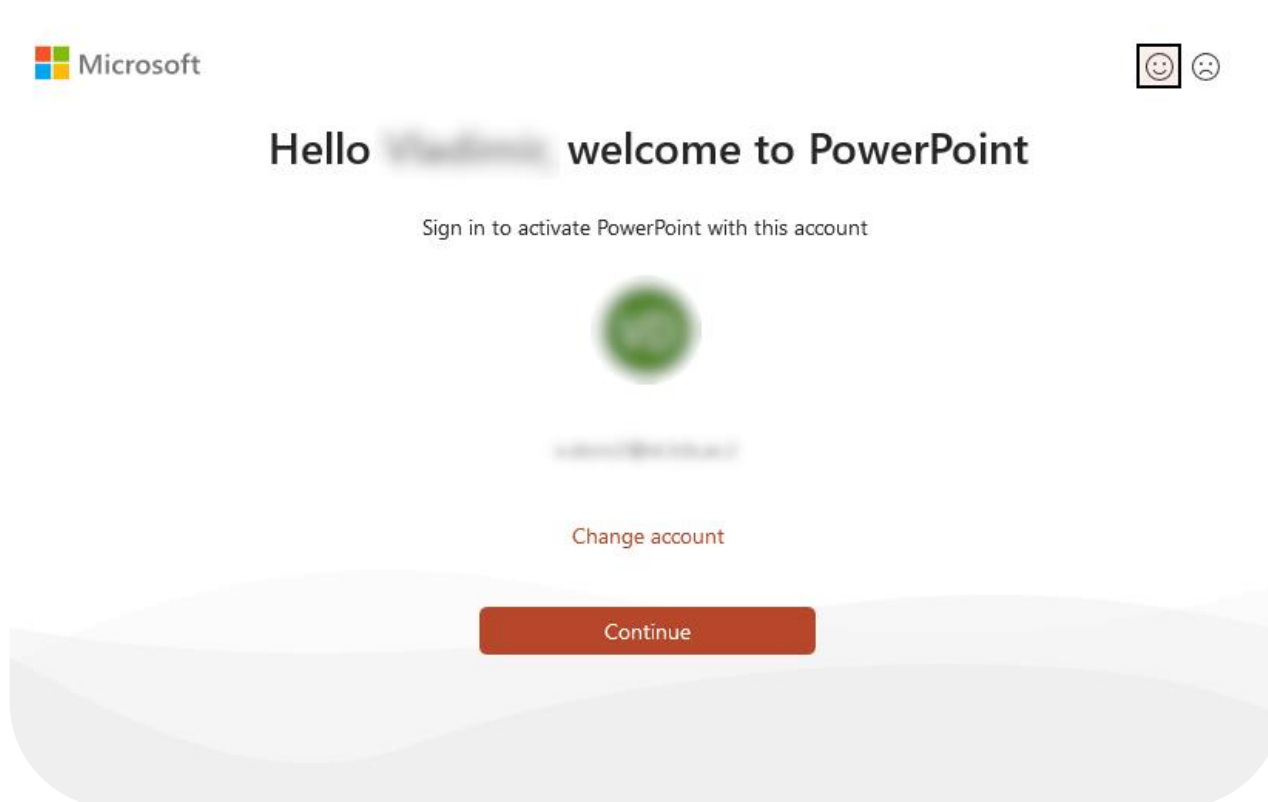 Microsoft
Hello welcome to PowerPoint
Sign in to activate PowerPoint with this account
Change account
Continue